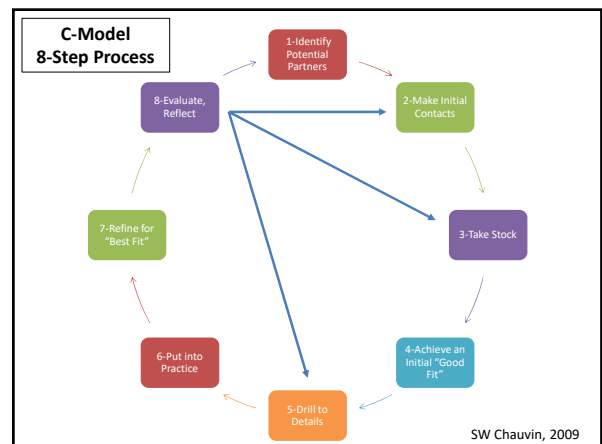 C-Model
8-Step Process
1-Identify
Potential
Partners
2-Make Initial
Contacts
3-Take Stock
4-Achieve an
Initial “Good
Fit”
5-Drill to
Details
6-Put into
Practice
7-Refine for
“Best Fit”
8-Evaluate,
Reflect
SW Chauvin, 2009